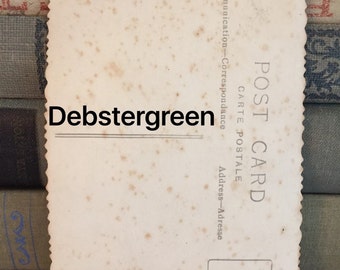 POST CARD
CARTE POSTALE
Communication—Correspondance
Address—Adresse
Debstergreen